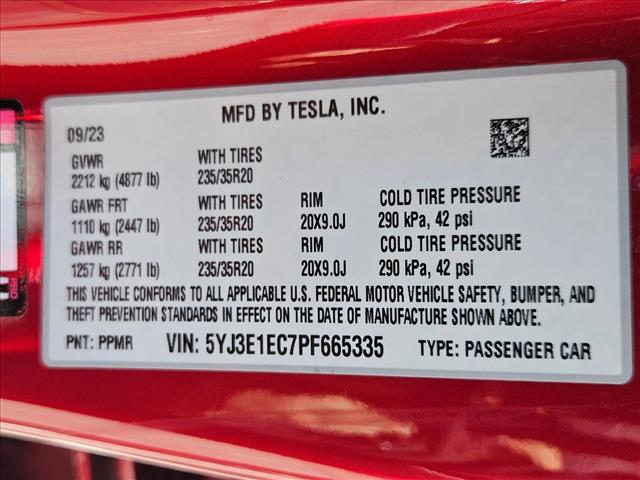 MFD BY TESLA, INC.
09/23
GVWR WITH TIRES
2212 kg (4877 lb) 235/35R20
GAWR FRT WITH TIRES RIM COLD TIRE PRESSURE
1110 kg (2447 lb) 235/35R20 20X9.0J 290 kPa, 42 psi
GAWR RR WITH TIRES RIM COLD TIRE PRESSURE
1257 kg (2771 lb) 235/35R20 20X9.0J 290 kPa, 42 psi
THIS VEHICLE CONFORMS TO ALL APPLICABLE U.S. FEDERAL MOTOR VEHICLE SAFETY, BUMPER, AND
THEFT PREVENTION STANDARDS IN EFFECT ON THE DATE OF MANUFACTURE SHOWN ABOVE.
PNT: PPMR VIN: 5YJ3E1EC7PF665335 TYPE: PASSENGER CAR